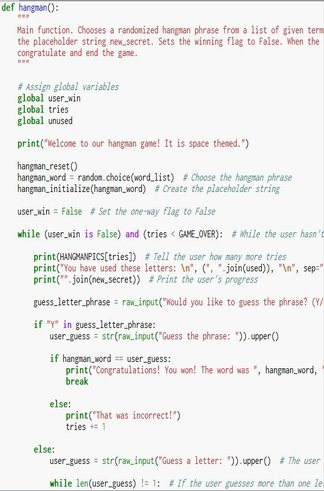 def hangman():
"""
Main function. Chooses a randomized hangman phrase from a list of given term
the placeholder string new_secret. Sets the winning flag to False. When the
congratulate and end the game.
"""
# Assign global variables
global user_win
global tries
global unused
print("Welcome to our hangman game! It is space themed.")
hangman_reset()
hangman_word = random.choice(word_list)  # Choose the hangman phrase
hangman_initialize(hangman_word)  # Create the placeholder string
user_win = False  # Set the one-way flag to False
while (user_win is False) and (tries < GAME_OVER):  # While the user hasn't
print(HANGMANPICS[tries])  # Tell the user how many more tries
print("You have used these letters: \n", (", ".join(used)), "\n", sep="
print("".join(new_secret))  # Print the user's progress
guess_letter_phrase = raw_input("Would you like to guess the phrase? (Y/
if "Y" in guess_letter_phrase:
user_guess = str(raw_input("Guess the phrase: ")).upper()
if hangman_word == user_guess:
print("Congratulations! You won! The word was ", hangman_word,
break
else:
print("That was incorrect!")
tries += 1
else:
user_guess = str(raw_input("Guess a letter: ")).upper()  # The user
while len(user_guess) != 1:  # If the user guesses more than one le